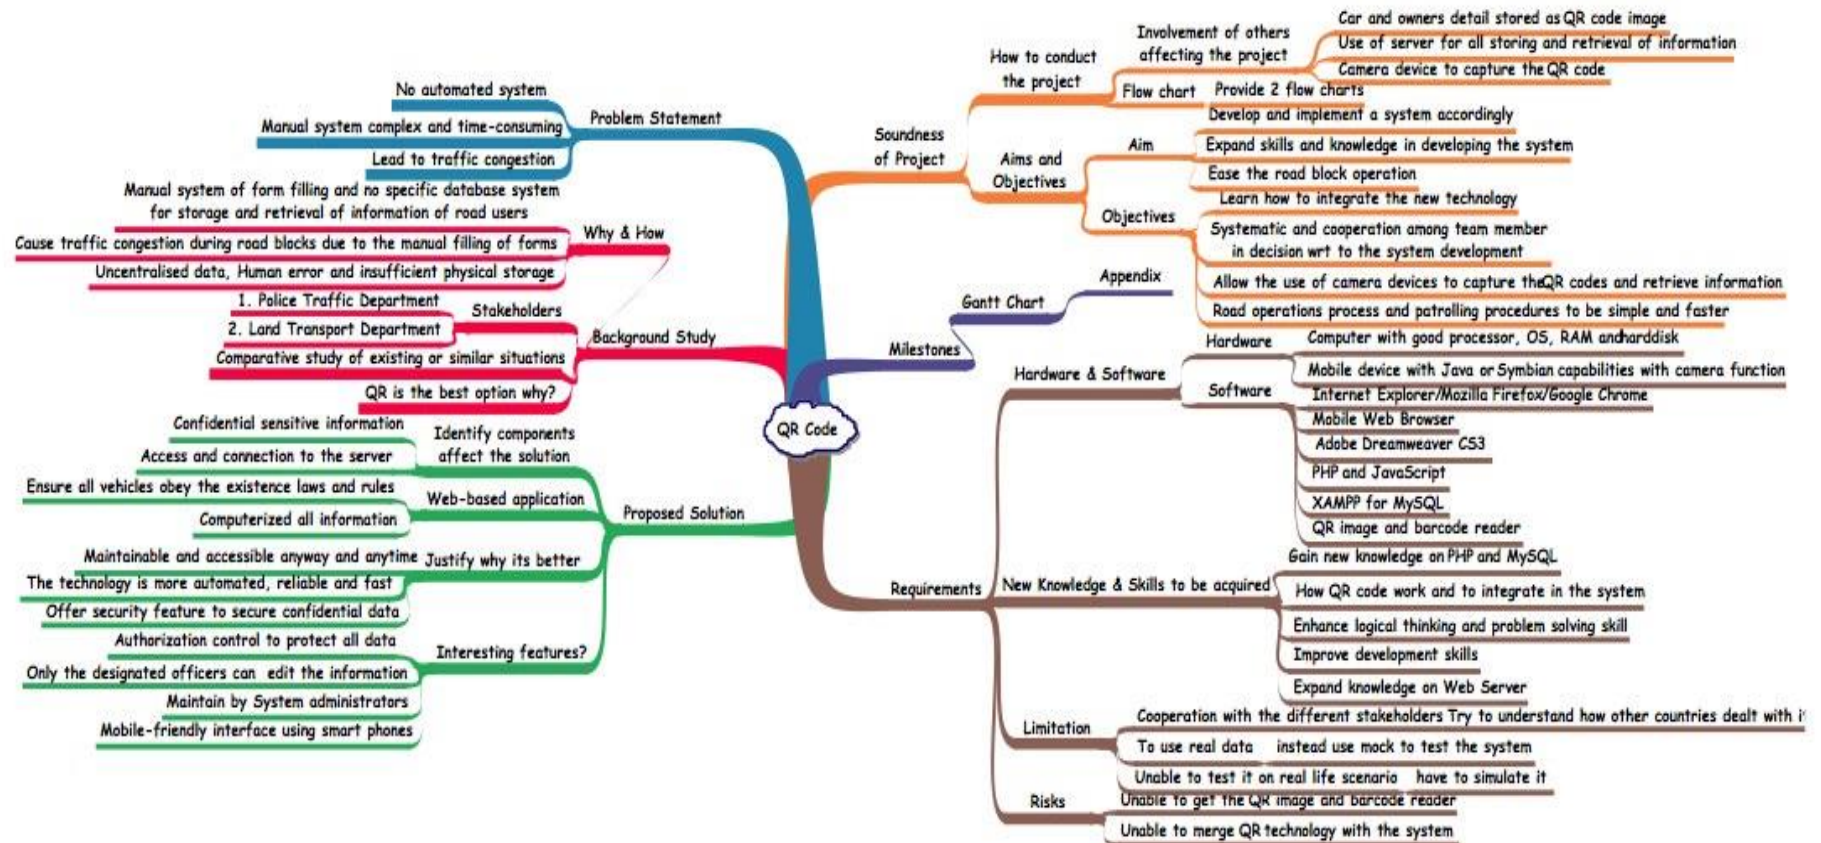 QR Code
Problem Statement
No automated system
Manual system complex and time-consuming
Lead to traffic congestion
Background Study
Why & How
Manual system of form filling and no specific database system
for storage and retrieval of information of road users
Cause traffic congestion during road blocks due to the manual filling of forms
Uncentralised data, Human error and insufficient physical storage
Stakeholders
1. Police Traffic Department
2. Land Transport Department
Comparative study of existing or similar situations
QR is the best option why?
Proposed Solution
Identify components
affect the solution
Confidential sensitive information
Access and connection to the server
Web-based application
Ensure all vehicles obey the existence laws and rules
Computerized all information
Justify why its better
Maintainable and accessible anyway and anytime
The technology is more automated, reliable and fast
Offer security feature to secure confidential data
Interesting features?
Authorization control to protect all data
Only the designated officers can edit the information
Maintain by System administrators
Mobile-friendly interface using smart phones
Soundness
of Project
How to conduct
the project
Involvement of others
affecting the project
Car and owners detail stored as QR code image
Use of server for all storing and retrieval of information
Camera device to capture the QR code
Flow chart
Provide 2 flow charts
Aims and
Objectives
Aim
Develop and implement a system accordingly
Expand skills and knowledge in developing the system
Ease the road block operation
Objectives
Learn how to integrate the new technology
Systematic and cooperation among team member
in decision wrt to the system development
Allow the use of camera devices to capture theQR codes and retrieve information
Road operations process and patrolling procedures to be simple and faster
Milestones
Gantt Chart
Appendix
Requirements
Hardware & Software
Hardware
Computer with good processor, OS, RAM andharddisk
Mobile device with Java or Symbian capabilities with camera function
Software
Internet Explorer/Mozilla Firefox/Google Chrome
Mobile Web Browser
Adobe Dreamweaver CS3
PHP and JavaScript
XAMPP for MySQL
QR image and barcode reader
New Knowledge & Skills to be acquired
Gain new knowledge on PHP and MySQL
How QR code work and to integrate in the system
Enhance logical thinking and problem solving skill
Improve development skills
Expand knowledge on Web Server
Limitation
Cooperation with the different stakeholders Try to understand how other countries dealt with
To use real data instead use mock to test the system
Unable to test it on real life scenario have to simulate it
Risks
Unable to get the QR image and barcode reader
Unable to merge QR technology with the system